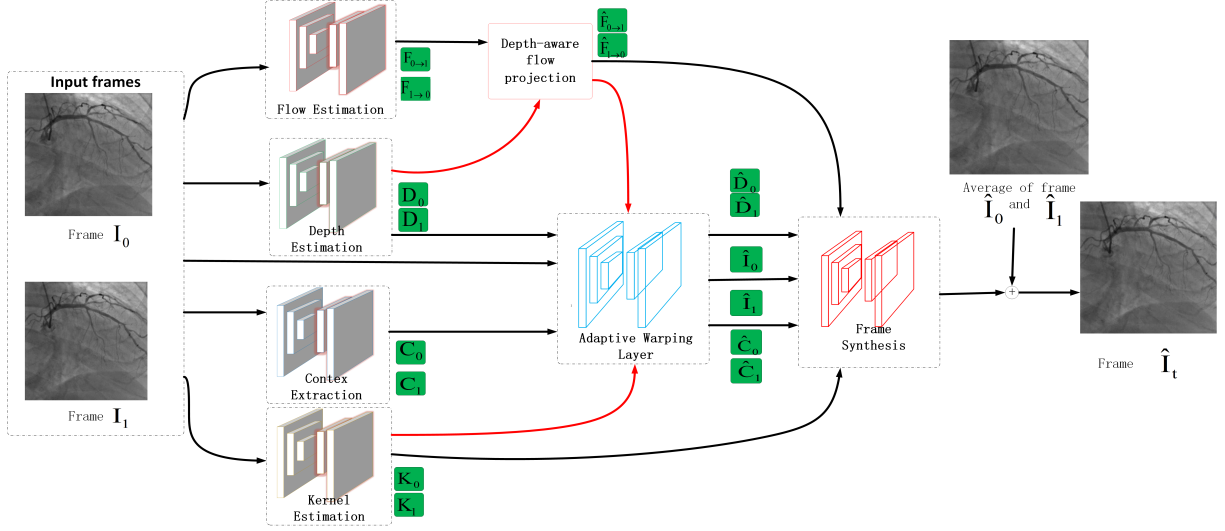 Input frames
Frame I₀
Frame I₁
Flow Estimation
F₀→₁
F₁→₀
Depth-aware
flow
projection
F̂₀→₁
F̂₁→₀
Depth
Estimation
D₀
D₁
Contex
Extraction
C₀
C₁
Kernel
Estimation
K₀
K₁
Adaptive Warping
Layer
D̂₀
D̂₁
Î₀
Î₁
Ĉ₀
Ĉ₁
Frame
Synthesis
Average of frame
Î₀ and Î₁
+
Frame Îₜ